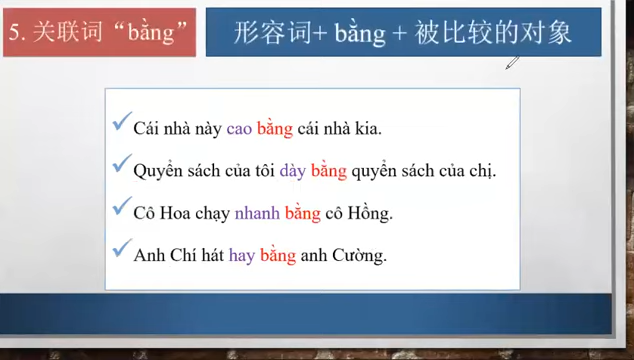 5. 关联词“bằng”
形容词+ bằng + 被比较的对象
Cái nhà này cao bằng cái nhà kia.
Quyển sách của tôi dày bằng quyển sách của chị.
Cô Hoa chạy nhanh bằng cô Hồng.
Anh Chí hát hay bằng anh Cường.